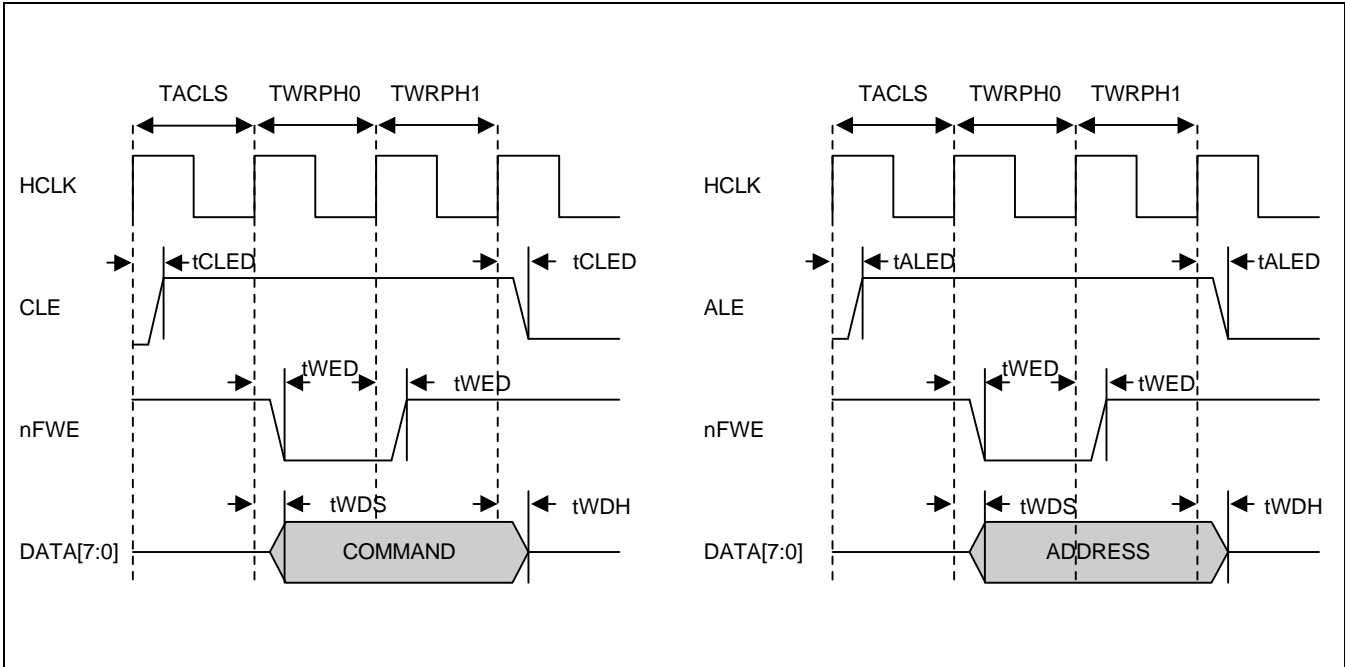 TACLS TWRPH0 TWRPH1
HCLK
tCLED tCLED
CLE
tWED tWED
nFWE
tWDS tWDH
DATA[7:0] COMMAND
TACLS TWRPH0 TWRPH1
HCLK
tALED tALED
ALE
tWED tWED
nFWE
tWDS tWDH
DATA[7:0] ADDRESS